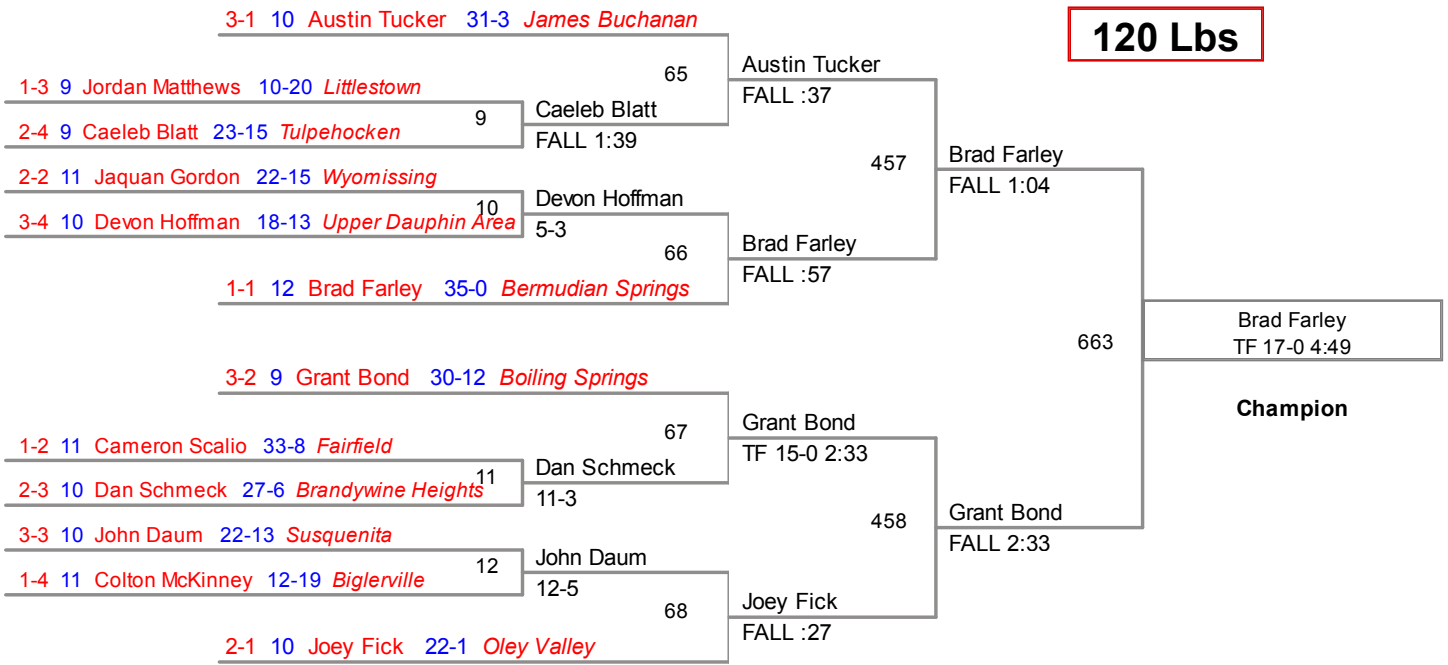 3-1 10 Austin Tucker 31-3 James Buchanan
120 Lbs
65
Austin Tucker
FALL :37
1-3 9 Jordan Matthews 10-20 Littlestown
9
Caeleb Blatt
FALL 1:39
2-4 9 Caeleb Blatt 23-15 Tulpehocken
457
Brad Farley
FALL 1:04
2-2 11 Jaquan Gordon 22-15 Wyomissing
10
Devon Hoffman
5-3
3-4 10 Devon Hoffman 18-13 Upper Dauphin Area
66
Brad Farley
FALL :57
1-1 12 Brad Farley 35-0 Bermudian Springs
663
Brad Farley
TF 17-0 4:49
Champion
3-2 9 Grant Bond 30-12 Boiling Springs
67
Grant Bond
TF 15-0 2:33
1-2 11 Cameron Scalio 33-8 Fairfield
11
Dan Schmeck
11-3
2-3 10 Dan Schmeck 27-6 Brandywine Heights
458
Grant Bond
FALL 2:33
3-3 10 John Daum 22-13 Susquenita
12
John Daum
12-5
1-4 11 Colton McKinney 12-19 Biglerville
68
Joey Fick
FALL :27
2-1 10 Joey Fick 22-1 Oley Valley